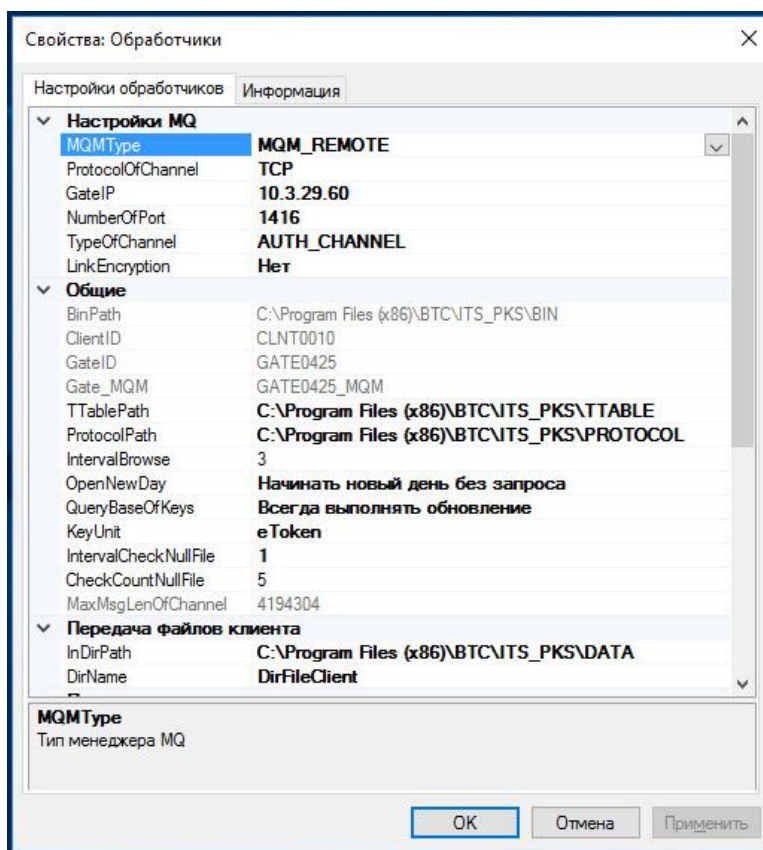 Свойства: Обработчики
Настройки обработчиков Информация
Настройки MQ
MQMType MQM_REMOTE
ProtocolOfChannel TCP
GateIP 10.3.29.60
NumberOfPort 1416
TypeOfChannel AUTH_CHANNEL
LinkEncryption Нет
Общие
BinPath C:\Program Files (x86)\BTC\ITS_PKS\BIN
ClientID CLNT0010
GateID GATE0425
Gate_MQM GATE0425_MQM
TTablePath C:\Program Files (x86)\BTC\ITS_PKS\TTABLE
ProtocolPath C:\Program Files (x86)\BTC\ITS_PKS\PROTOCOL
IntervalBrowse 3
OpenNewDay Начинать новый день без запроса
QueryBaseOfKeys Всегда выполнять обновление
KeyUnit eToken
IntervalCheckNullFile 1
CheckCountNullFile 5
MaxMsgLenOfChannel 4194304
Передача файлов клиента
InDirPath C:\Program Files (x86)\BTC\ITS_PKS\DATA
DirName DirFileClient
MQMType
Тип менеджера MQ
OK Отмена Применить